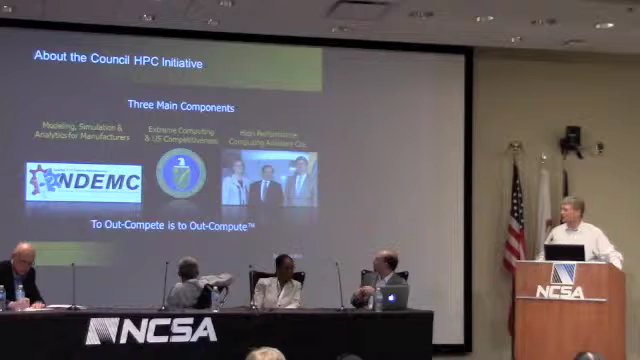 About the Council HPC Initiative
Three Main Components
Modeling, Simulation &
Analytics for Manufacturers
Extreme Computing
& US Competitiveness
High Performance
Computing Advisory
NDEMC
To Out-Compete is to Out-Compute™
NCSA
NCSA